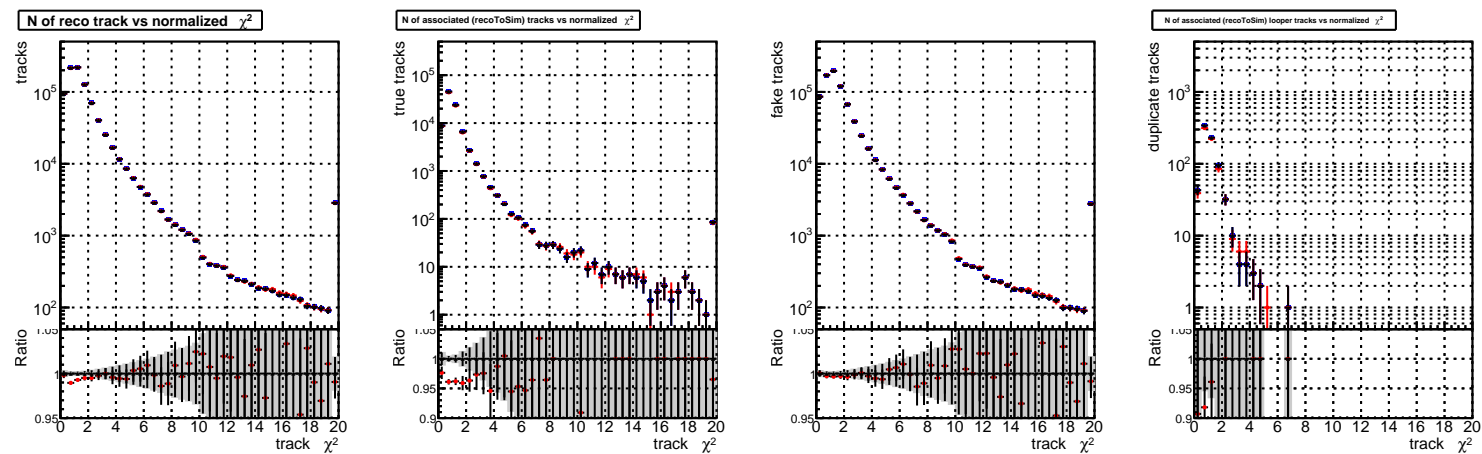 N of reco track vs normalized χ²
tracks
10⁵
10⁴
10³
10²
Ratio
1.05
1
0.95
0 2 4 6 8 10 12 14 16 18 20
track χ²
N of associated (recoToSim) tracks vs normalized χ²
true tracks
10⁵
10⁴
10³
10²
10
1
Ratio
1.05
1
0.95
0.9
0 2 4 6 8 10 12 14 16 18 20
track χ²
fake tracks
10⁵
10⁴
10³
10²
Ratio
1.05
1
0.95
0 2 4 6 8 10 12 14 16 18 20
track χ²
N of associated (recoToSim) looper tracks vs normalized χ²
duplicate tracks
10³
10²
10
1
Ratio
1.05
1
0.95
0.9
0 2 4 6 8 10 12 14 16 18 20
track χ²